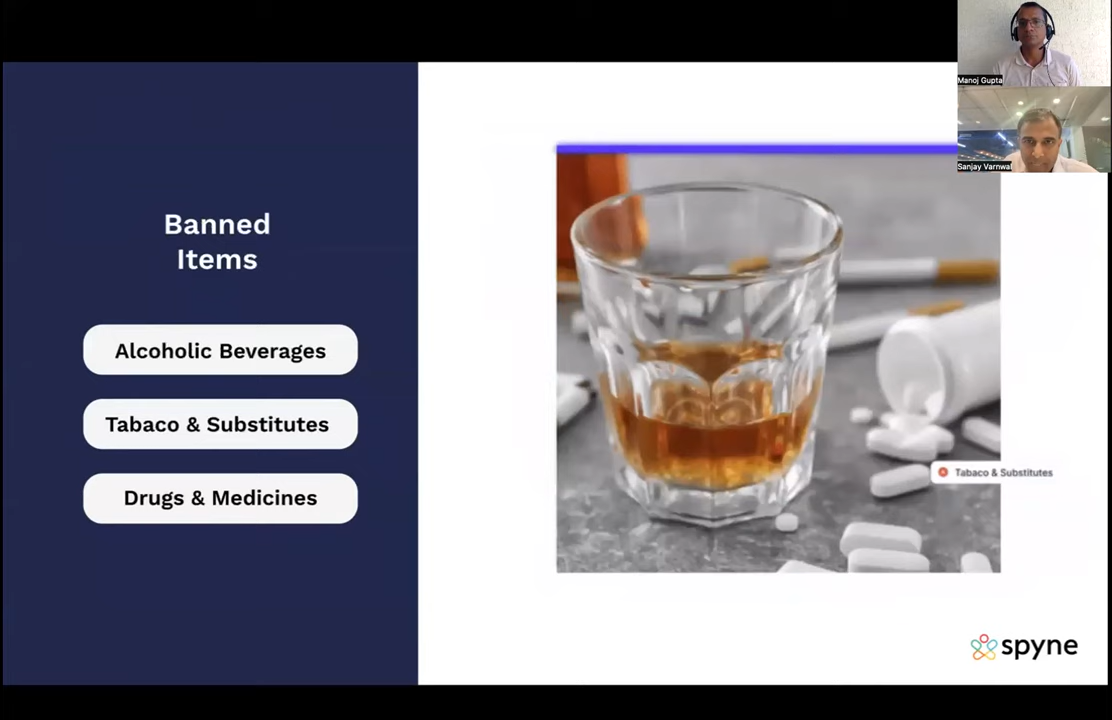 Manoj Gupta
Sanjay Varnwal
Banned
Items
Alcoholic Beverages
Tabaco & Substitutes
Drugs & Medicines
Tabaco & Substitutes
spyne